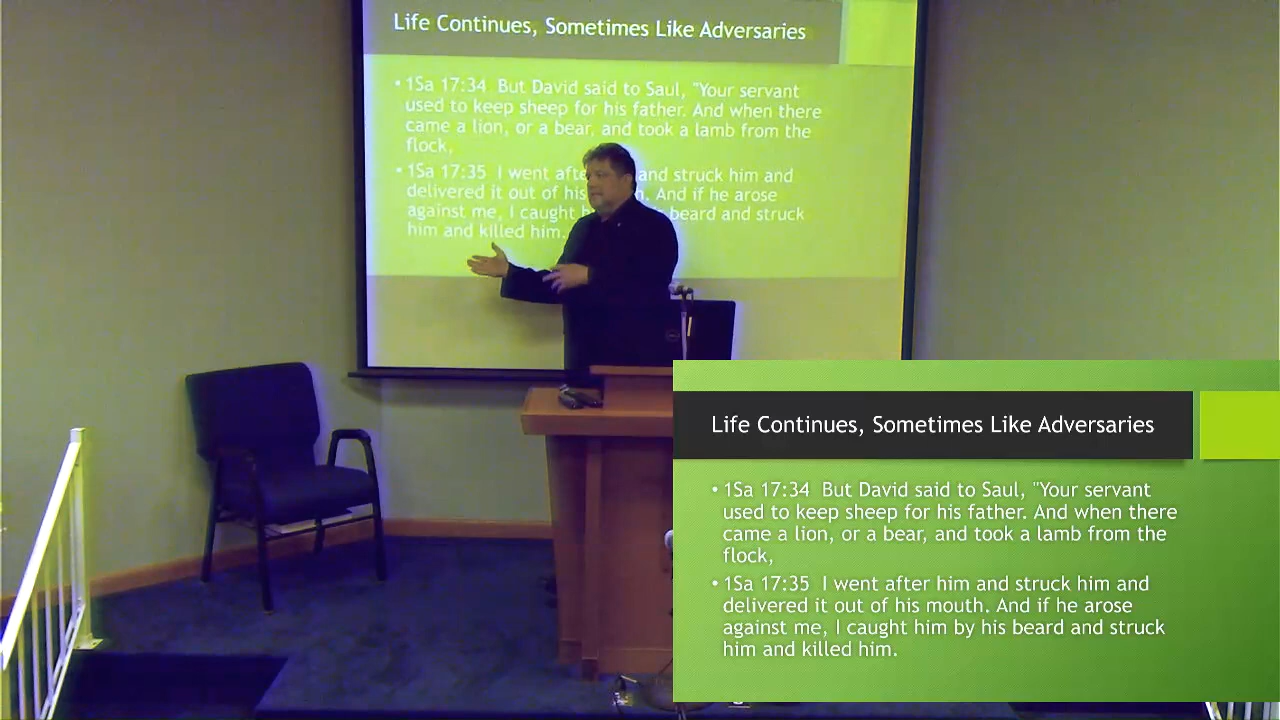 Life Continues, Sometimes Like Adversaries
• 1Sa 17:34 But David said to Saul, "Your servant
used to keep sheep for his father. And when there
came a lion, or a bear, and took a lamb from the
flock,
• 1Sa 17:35 I went afte and struck him and
delivered it out of his . And if he arose
against me, I caught beard and struck
him and killed him.
Life Continues, Sometimes Like Adversaries
• 1Sa 17:34 But David said to Saul, "Your servant
used to keep sheep for his father. And when there
came a lion, or a bear, and took a lamb from the
flock,
• 1Sa 17:35 I went after him and struck him and
delivered it out of his mouth. And if he arose
against me, I caught him by his beard and struck
him and killed him.